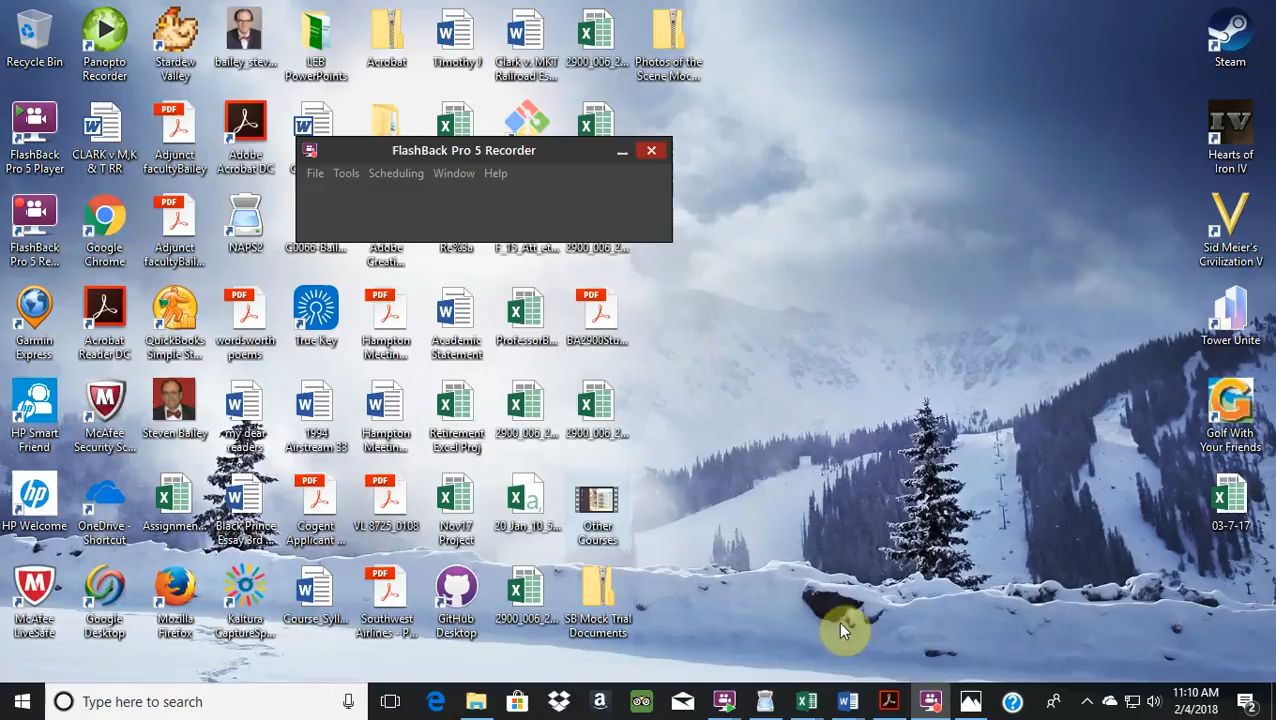 Recycle Bin
Panopto Recorder
Stardew Valley
bailey_stev...
LEB PowerPoints
Acrobat
Timothy J
Clark v. MKT Railroad Es...
2900_006_2...
Photos of the Scene Moc...
Steam
FlashBack Pro 5 Player
CLARK v M,K & T RR
Adjunct facultyBailey
Adobe Acrobat DC
Hearts of Iron IV
FlashBack Pro 5 Recorder
File Tools Scheduling Window Help
FlashBack Pro 5 Re...
Google Chrome
Adjunct facultyBail...
NAPS2
C0066-Ball...
Adobe Creati...
Re%3a
F_15_Att_et...
2900_006_2...
Sid Meier's Civilization V
Garmin Express
Acrobat Reader DC
QuickBooks Simple St...
wordsworth poems
True Key
Hampton Meetin...
Academic Statement
ProfessorB...
BA2900Stu...
Tower Unite
HP Smart Friend
McAfee Security Sc...
Steven Bailey
my dear readers
1994 Airstream 33
Hampton Meetin...
Retirement Excel Proj
2900_006_2...
2900_006_2...
Golf With Your Friends
HP Welcome
OneDrive - Shortcut
Assignmen...
Black Prince Essay 3rd ...
Cogent Applicant ...
VL 8725_0108
Nov17 Project
20_Jan_10_5...
Other Courses
03-7-17
McAfee LiveSafe
Google Desktop
Mozilla Firefox
Kaltura CaptureSp...
Course_Syll...
Southwest Airlines - P...
GitHub Desktop
2900_006_2...
SB Mock Trial Documents
Type here to search
11:10 AM
2/4/2018
2